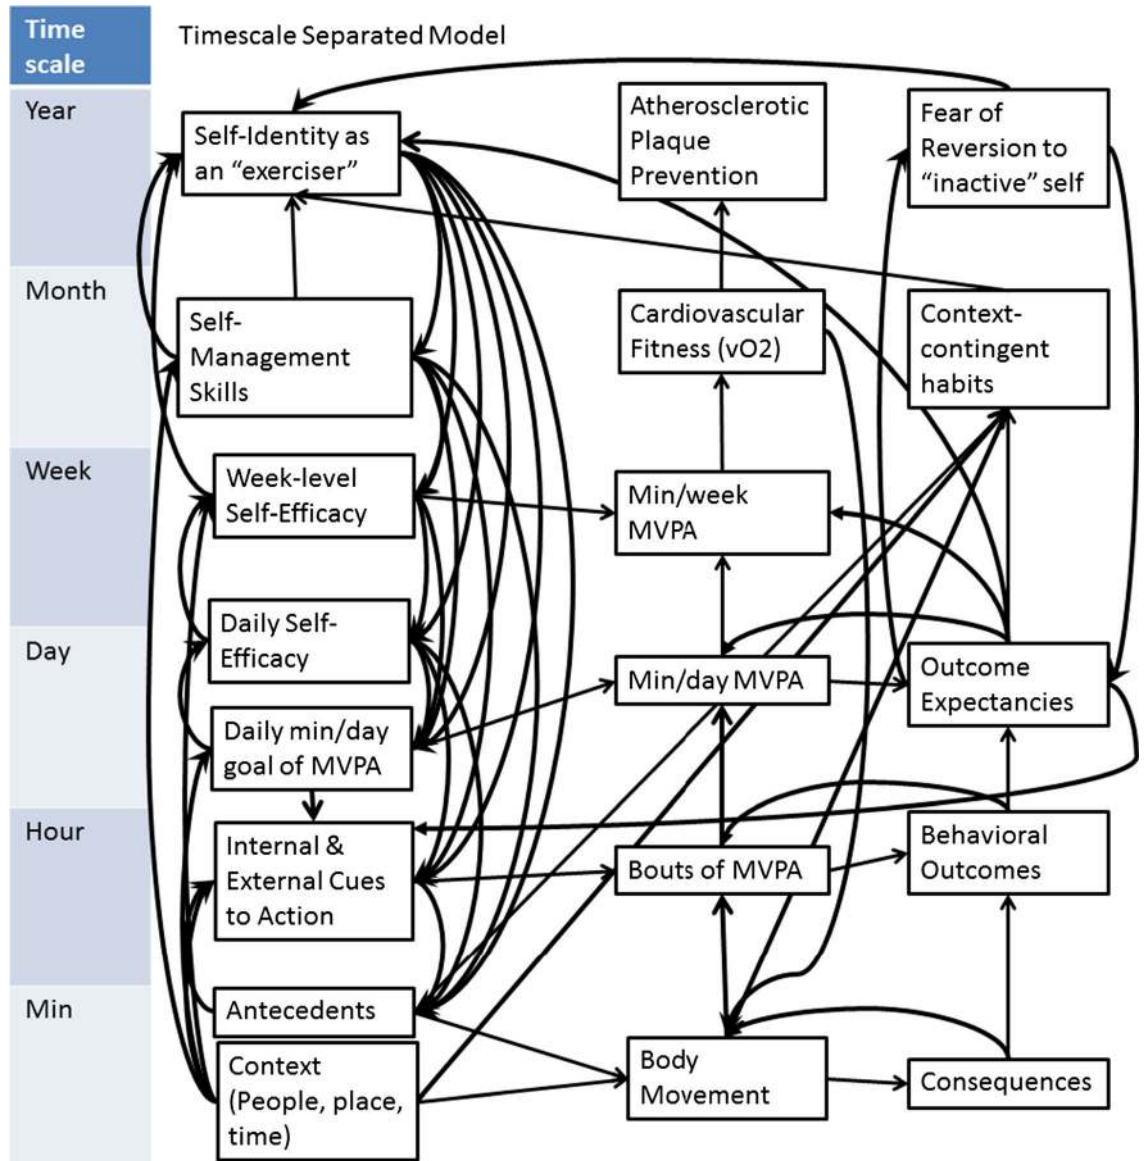 Time
scale
Timescale Separated Model
Year
Self-Identity as
an “exerciser”
Atherosclerotic
Plaque
Prevention
Fear of
Reversion to
“inactive” self
Month
Self-
Management
Skills
Cardiovascular
Fitness (vO2)
Context-
contingent
habits
Week
Week-level
Self-Efficacy
Min/week
MVPA
Day
Daily Self-
Efficacy
Daily min/day
goal of MVPA
Min/day MVPA
Outcome
Expectancies
Hour
Internal &
External Cues
to Action
Bouts of MVPA
Behavioral
Outcomes
Min
Antecedents
Context
(People, place,
time)
Body
Movement
Consequences